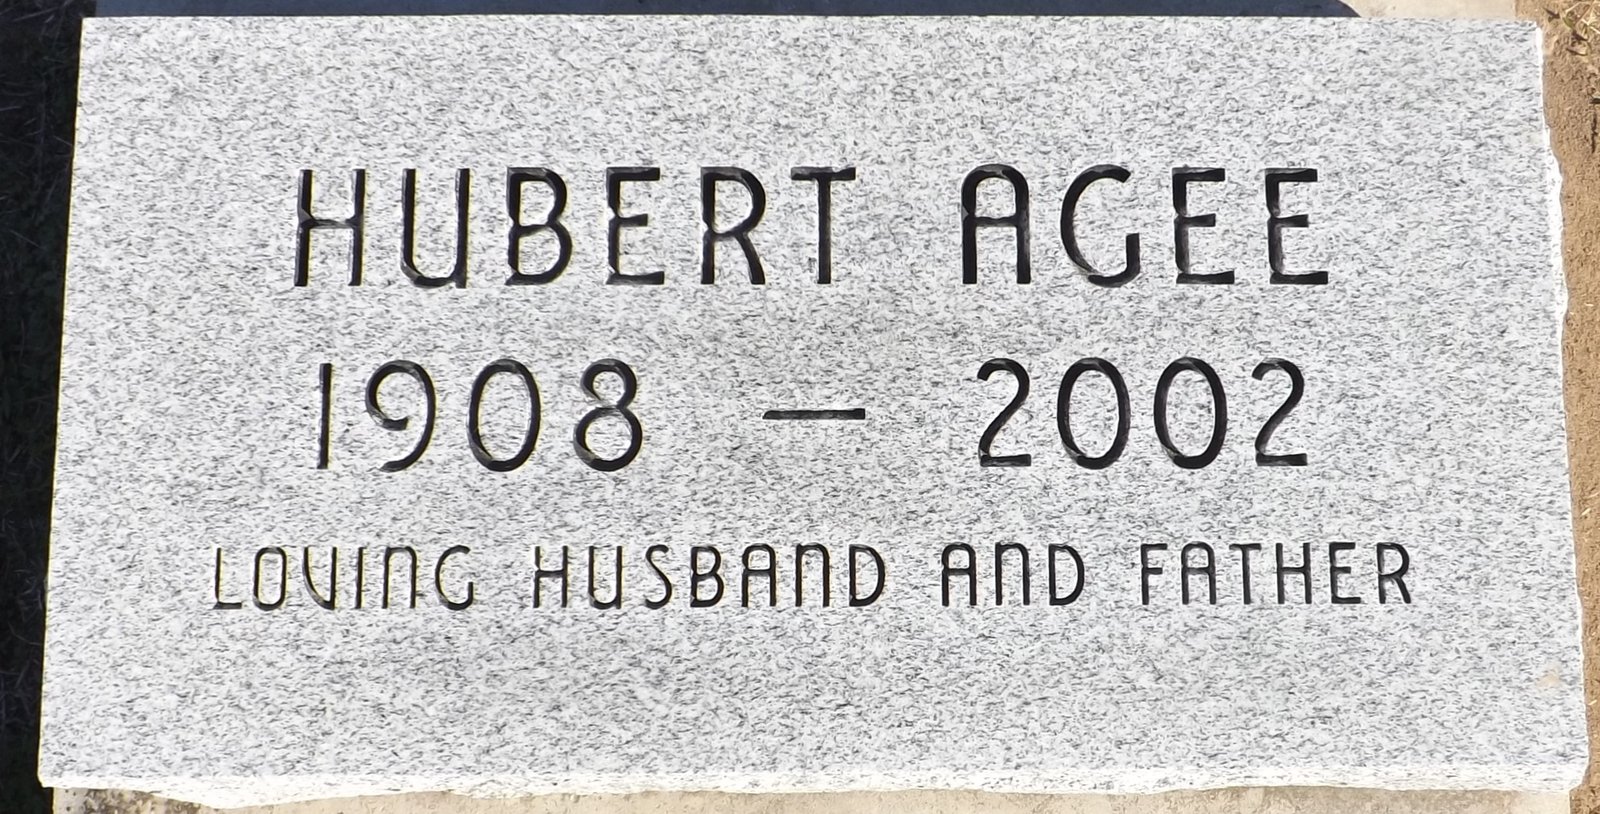 HUBERT AGEE
1908 — 2002
LOVING HUSBAND AND FATHER